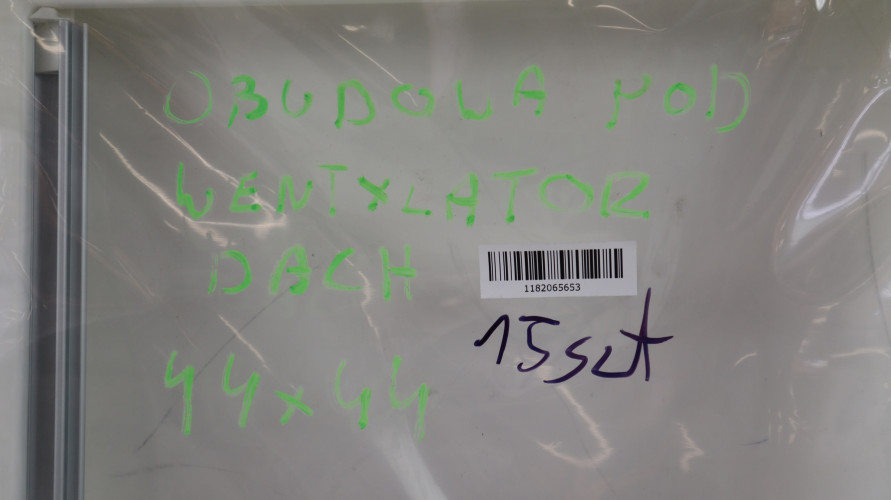 OBUDOWA POD
WENTYLATOR
DACH
1182065653
15szt
44x44